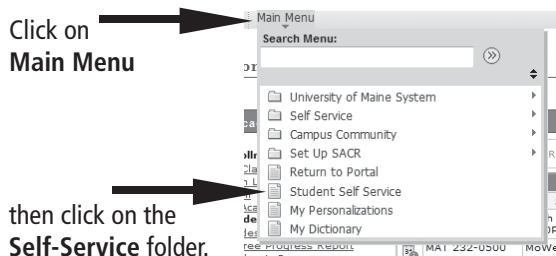 Main Menu
Click on
Main Menu
Search Menu:
University of Maine System
Self Service
Campus Community
Set Up SACR
Return to Portal
Student Self Service
My Personalizations
My Dictionary
then click on the
Self-Service folder.
MAT 232-0500 MoWe